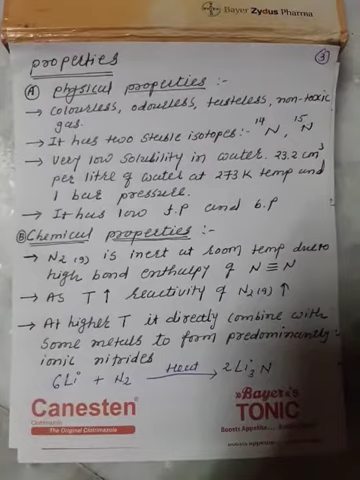 Bayer Zydus Pharma
properties
3
A physical properties :-
→ Colourless, odourless, tasteless, non-toxic
gas.
→ It has two stable isotopes :- ¹⁴N, ¹⁵N
→ Very low solubility in water. 23.2 cm³
per litre of water at 273 K temp and
1 bar pressure.
→ It has low f.p and b.p
B Chemical properties :-
→ N₂ (g) is inert at room temp due to
high bond enthalpy of N≡N
→ AS T ↑ reactivity of N₂(g) ↑
→ At higher T it directly combine with
some metals to form predominantly
ionic nitrides
6Li + N₂ —Heat→ 2Li₃N
Canesten
Clotrimazole
The Original Clotrimazole
»Bayer's
TONIC
Boosts Appetite...